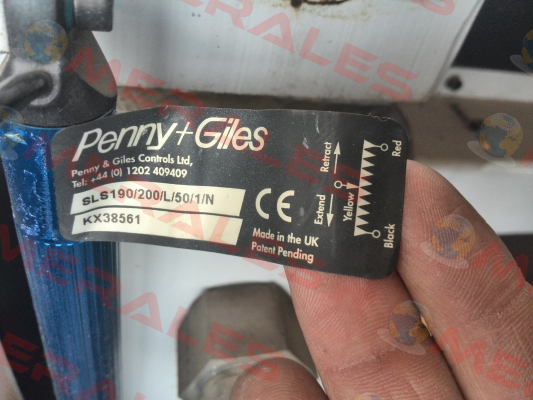 Penny+Giles
Penny & Giles Controls Ltd,
Tel: +44 (0) 1202 409409
SLS190/200/L/50/1/N
KX38561
CE
Made in the UK
Patent Pending
Retract
Extend
Yellow
Red
Black
MERALES